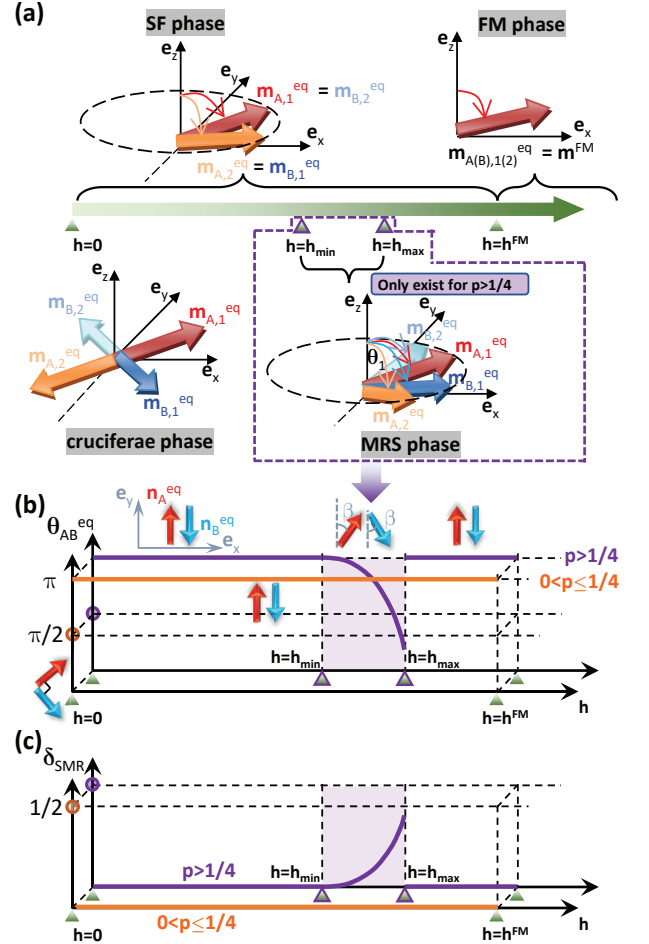 (a)
SF phase
FM phase
e_z
e_y
m_A,1^eq = m_B,2^eq
e_x
m_A,2^eq = m_B,1^eq
e_z
e_x
m_A(B),1(2)^eq = m^FM
h=0
h=h_min
h=h_max
h=h^FM
e_z
e_y
m_B,2^eq
m_A,1^eq
m_A,2^eq
e_x
m_B,1^eq
cruciferae phase
Only exist for p>1/4
e_z
e_y
m_B,2^eq
θ_1
m_A,1^eq
m_B,1^eq
e_x
m_A,2^eq
MRS phase
(b)
θ_AB^eq
e_y
n_A^eq
n_B^eq
e_x
β
β
p>1/4
0<p≤1/4
π
π/2
h=h_min
h=h_max
h=0
h=h^FM
h
(c)
δ_SMR
1/2
p>1/4
h=h_min
h=h_max
0<p≤1/4
h=0
h=h^FM
h